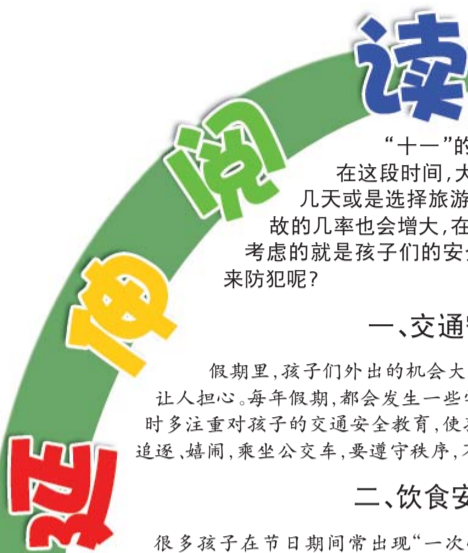 延伸阅读
“十一”的
在这段时间,大
几天或是选择旅游
故的几率也会增大,在
考虑的就是孩子们的安
来防犯呢?
一、交通
假期里,孩子们外出的机会大
让人担心。每年假期,都会发生一些
时多注重对孩子的交通安全教育,使
追逐、嬉闹,乘坐公交车,要遵守秩序,
二、饮食安
很多孩子在节日期间常出现“一次